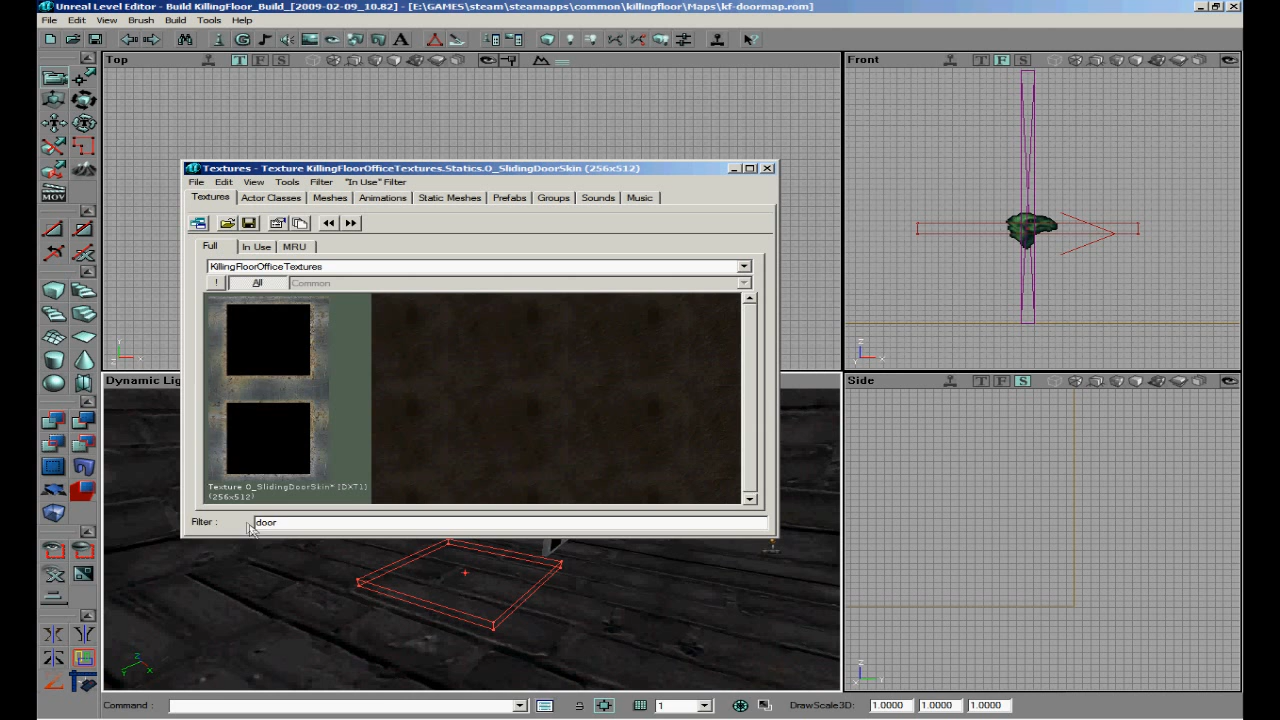 Unreal Level Editor - Build KillingFloor_Build_[2009-02-09_10.82] - [E:\GAMES\steam\steamapps\common\killingfloor\Maps\kf-doormap.rom]
File Edit View Brush Build Tools Help
Top
T F S
Front
T F S
Textures - Texture KillingFloorOfficeTextures.Statics.O_SlidingDoorSkin (256x512)
File Edit View Tools Filter "In Use" Filter
Textures Actor Classes Meshes Animations Static Meshes Prefabs Groups Sounds Music
Full In Use MRU
KillingFloorOfficeTextures
! All Common
MOV
Dynamic Lig
Side
T F S
Texture O_SlidingDoorSkin* [DXT1]
(256x512)
Filter : door
Z
Y X
Command : 1 DrawScale3D: 1.0000 1.0000 1.0000